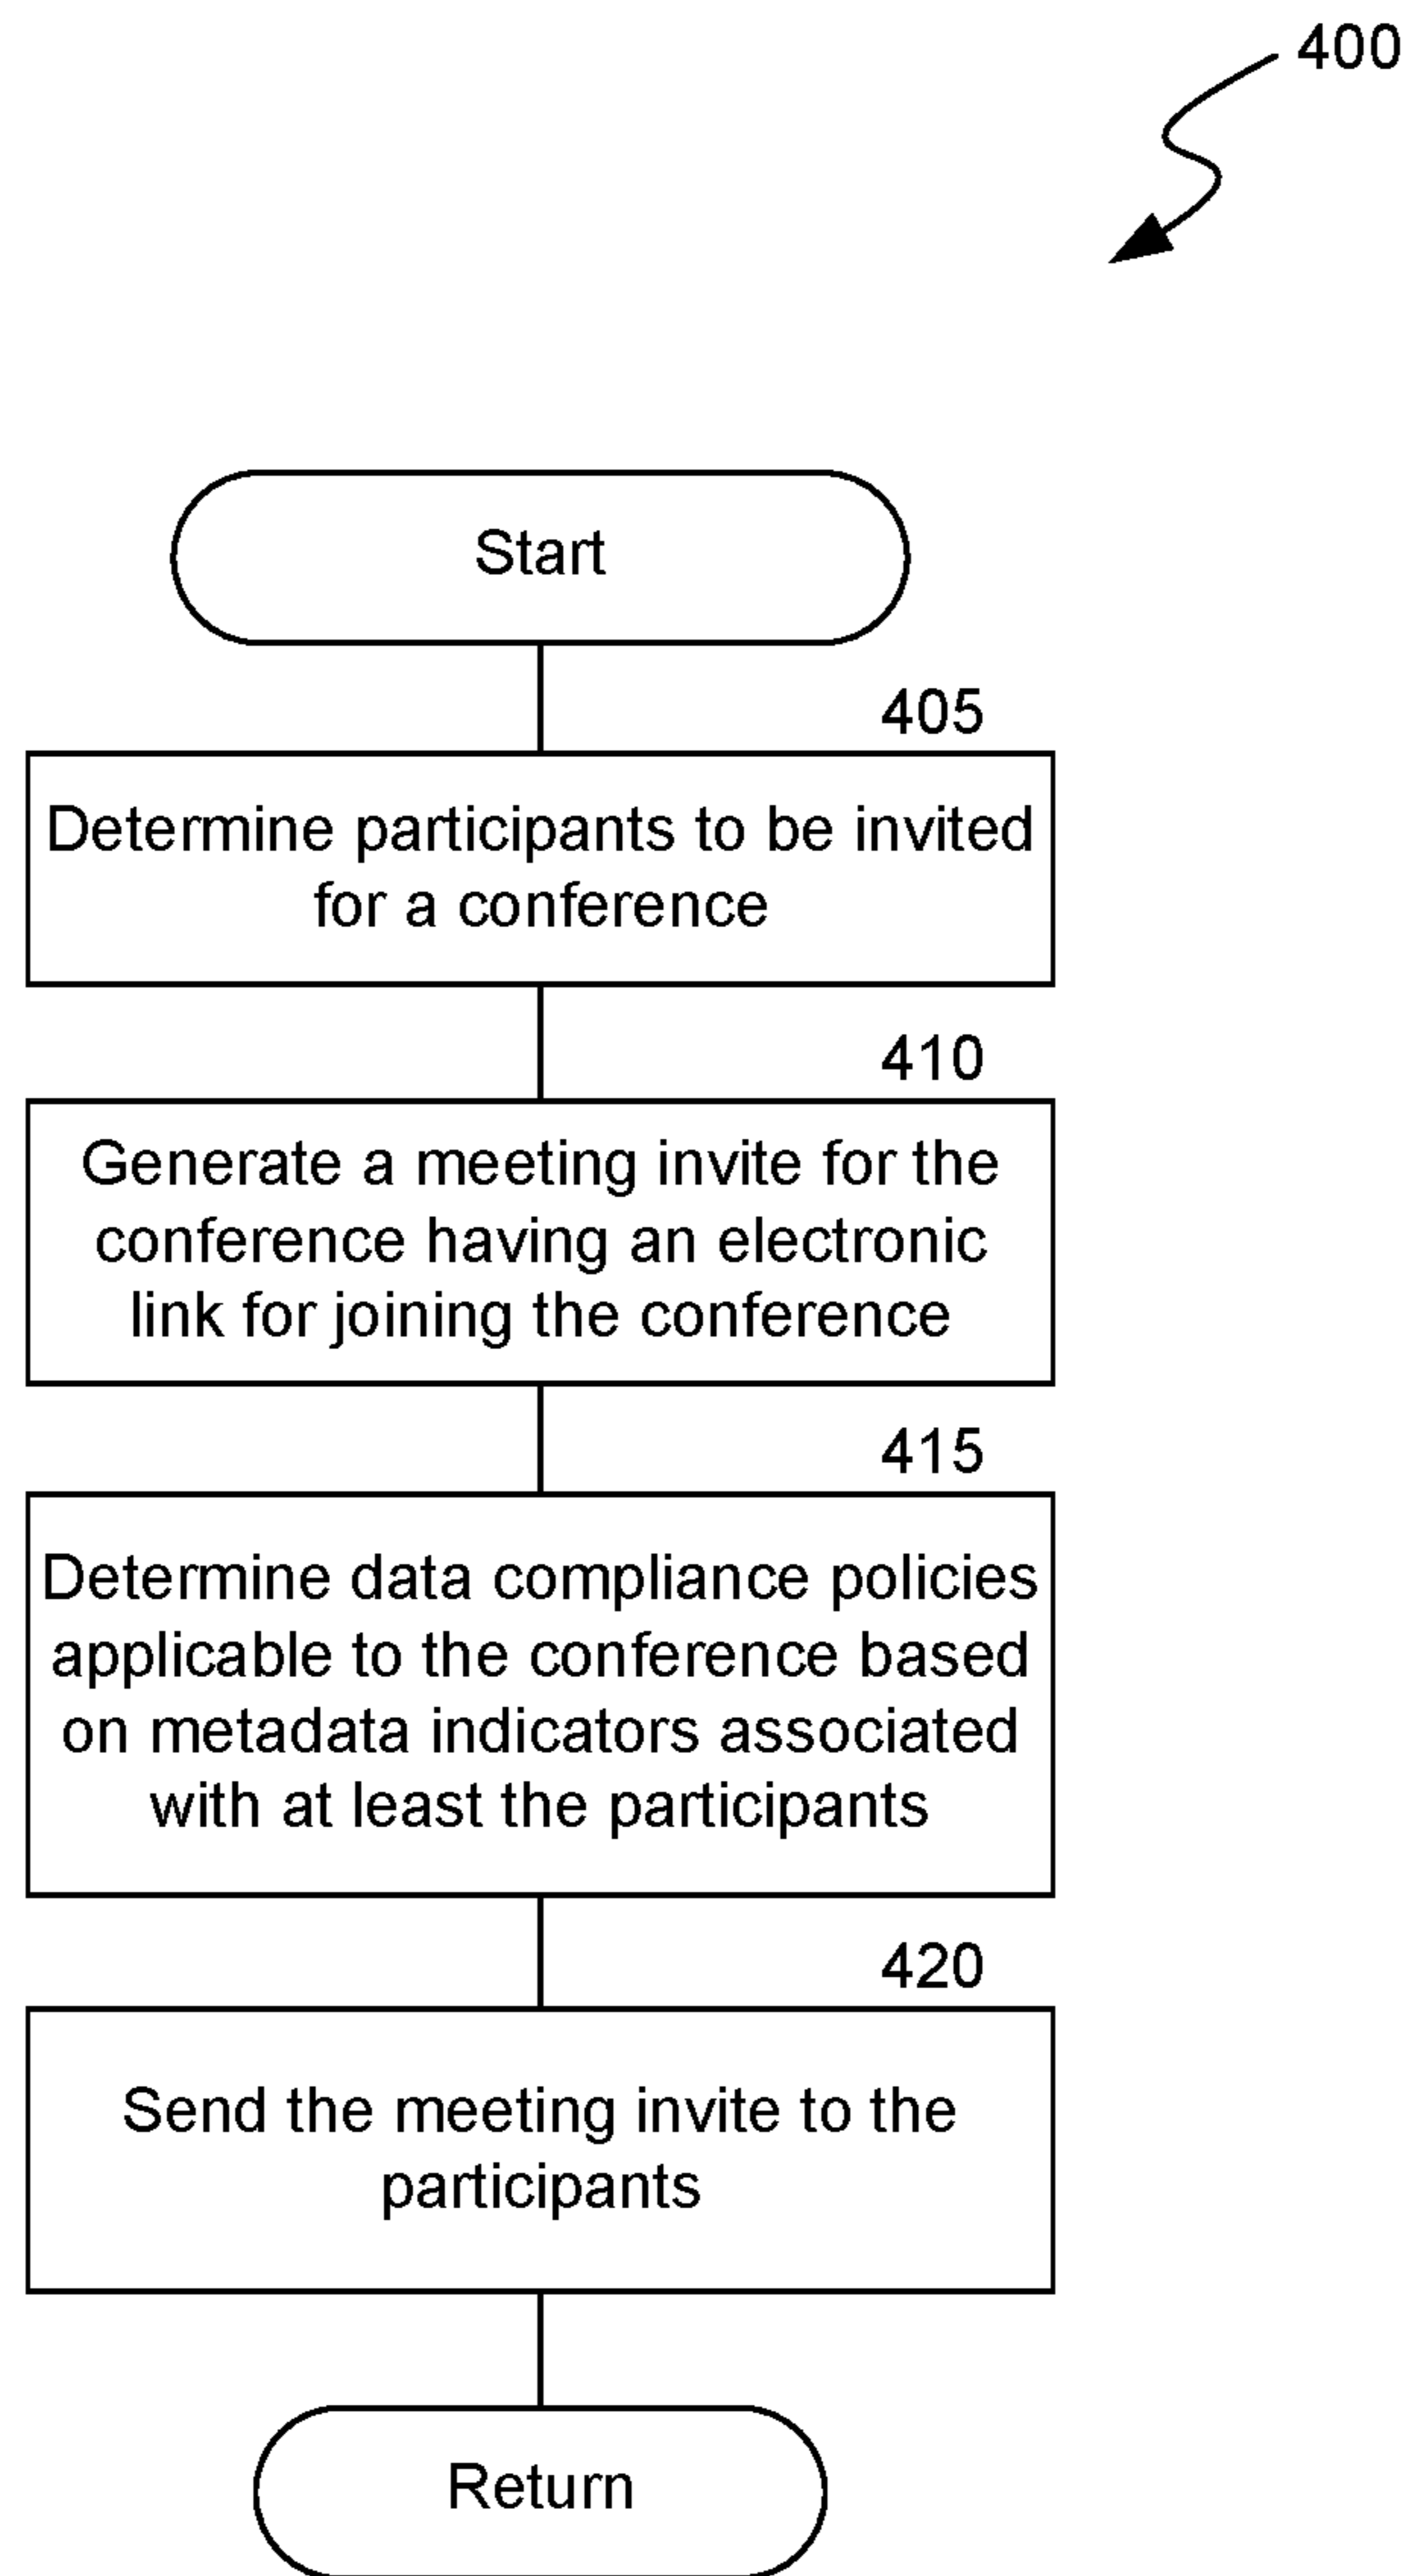 400
Start
405
Determine participants to be invited
for a conference
410
Generate a meeting invite for the
conference having an electronic
link for joining the conference
415
Determine data compliance policies
applicable to the conference based
on metadata indicators associated
with at least the participants
420
Send the meeting invite to the
participants
Return